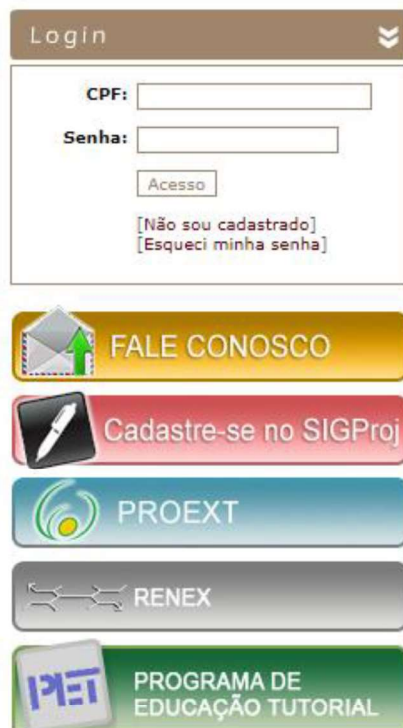 Login
CPF:
Senha:
Acesso
[Não sou cadastrado]
[Esqueci minha senha]
FALE CONOSCO
Cadastre-se no SIGProj
PROEXT
RENEX
PET
PROGRAMA DE
EDUCAÇÃO TUTORIAL